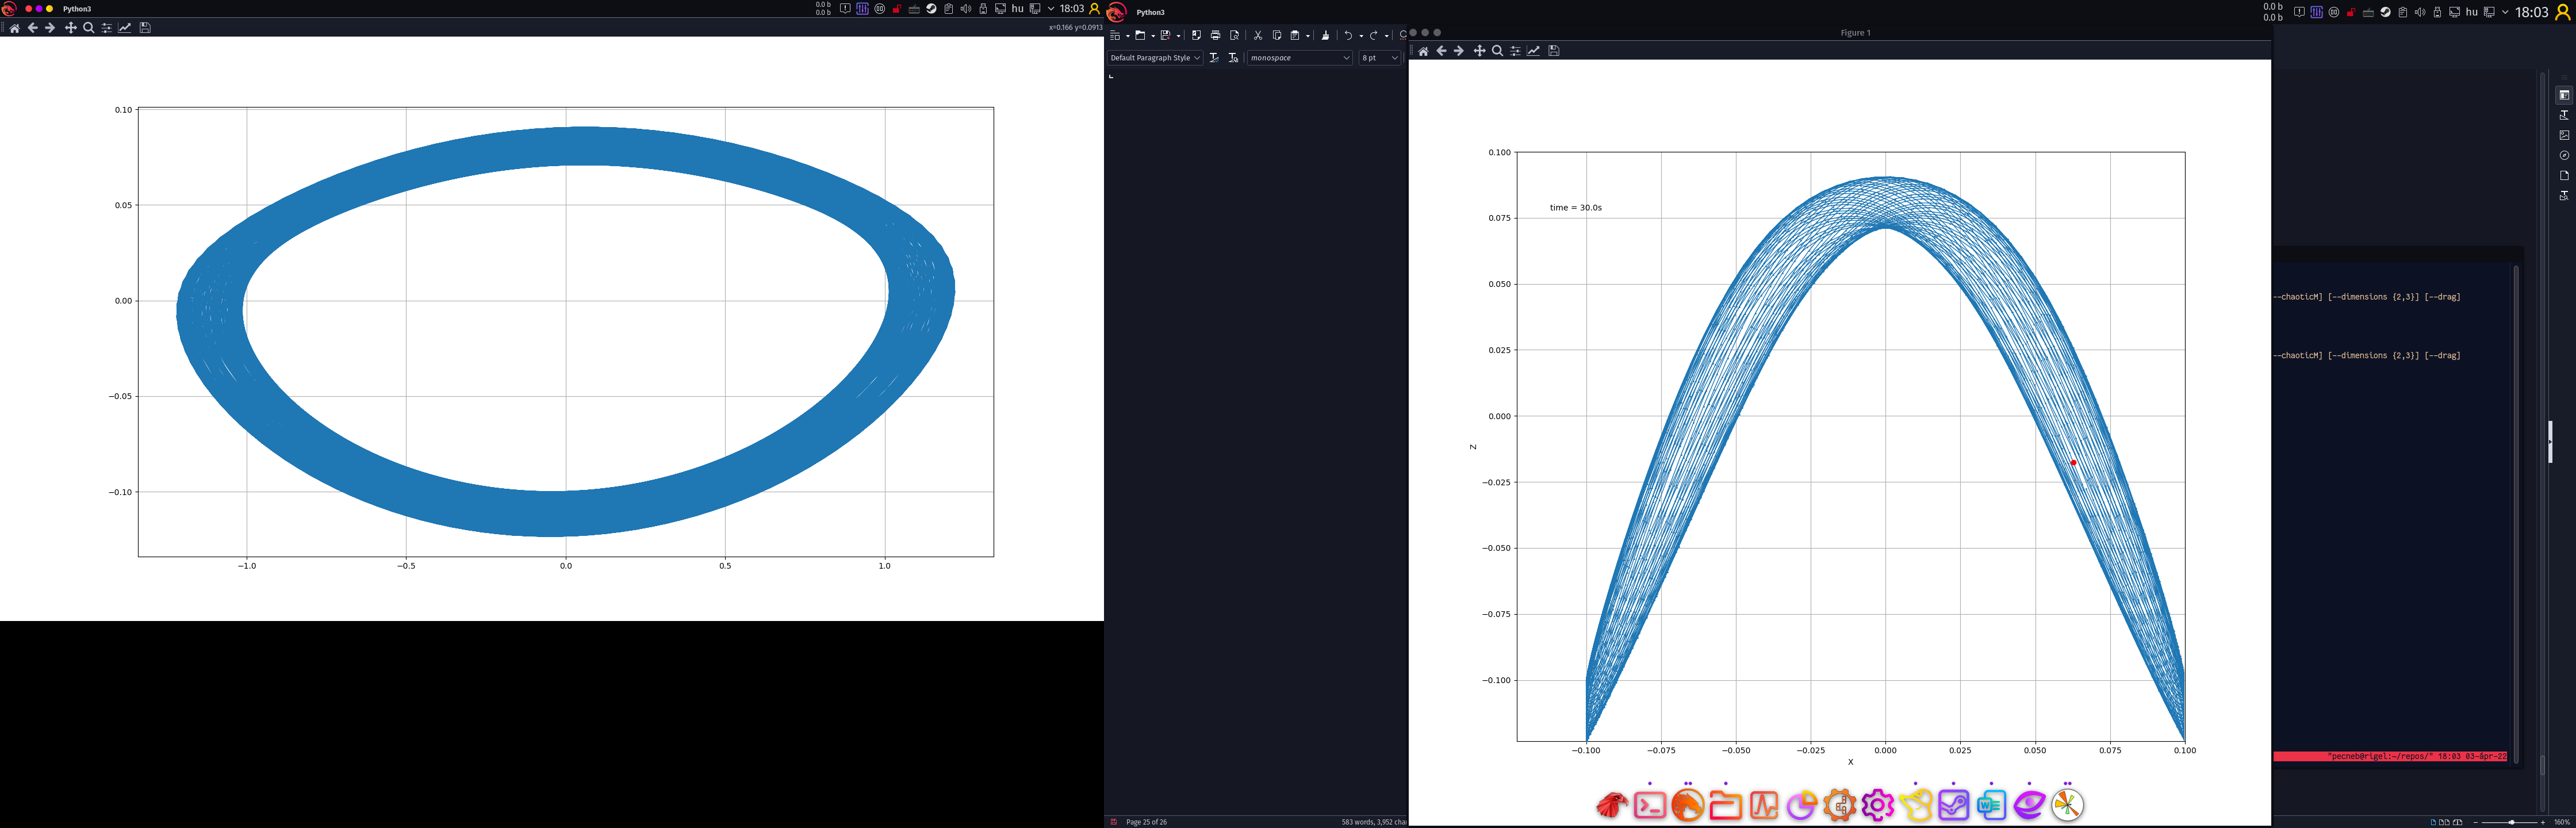 Python3
0.0 b
0.0 b
hu
18:03
x=0.166 y=0.0913
0.10
0.05
0.00
−0.05
−0.10
−1.0
−0.5
0.0
0.5
1.0
Python3
0.0 b
0.0 b
hu
18:03
Default Paragraph Style
monospace
8 pt
Page 25 of 26
583 words, 3,952 cha
Figure 1
time = 30.0s
0.100
0.075
0.050
0.025
0.000
−0.025
−0.050
−0.075
−0.100
Z
−0.100
−0.075
−0.050
−0.025
0.000
0.025
0.050
0.075
0.100
X
--chaoticM] [--dimensions {2,3}] [--drag]
--chaoticM] [--dimensions {2,3}] [--drag]
"pecneb@rigel:~/repos/" 18:03 03-ápr-22
160%